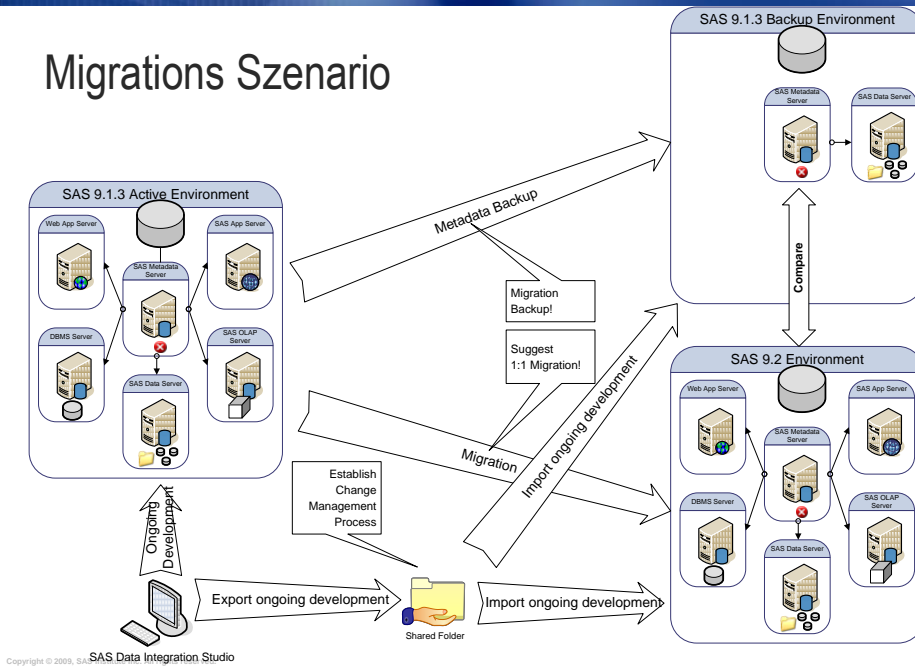 Migrations Szenario
SAS 9.1.3 Active Environment
Web App Server
SAS App Server
SAS Metadata
Server
DBMS Server
SAS OLAP
Server
SAS Data Server
SAS 9.1.3 Backup Environment
SAS Metadata
Server
SAS Data Server
Metadata Backup
Migration
Backup!
Suggest
1:1 Migration!
Compare
Migration
Import ongoing development
SAS 9.2 Environment
Web App Server
SAS App Server
SAS Metadata
Server
DBMS Server
SAS OLAP
Server
SAS Data Server
Establish
Change
Management
Process
Ongoing
Development
Export ongoing development
Shared Folder
Import ongoing development
SAS Data Integration Studio
Copyright © 2009, SAS